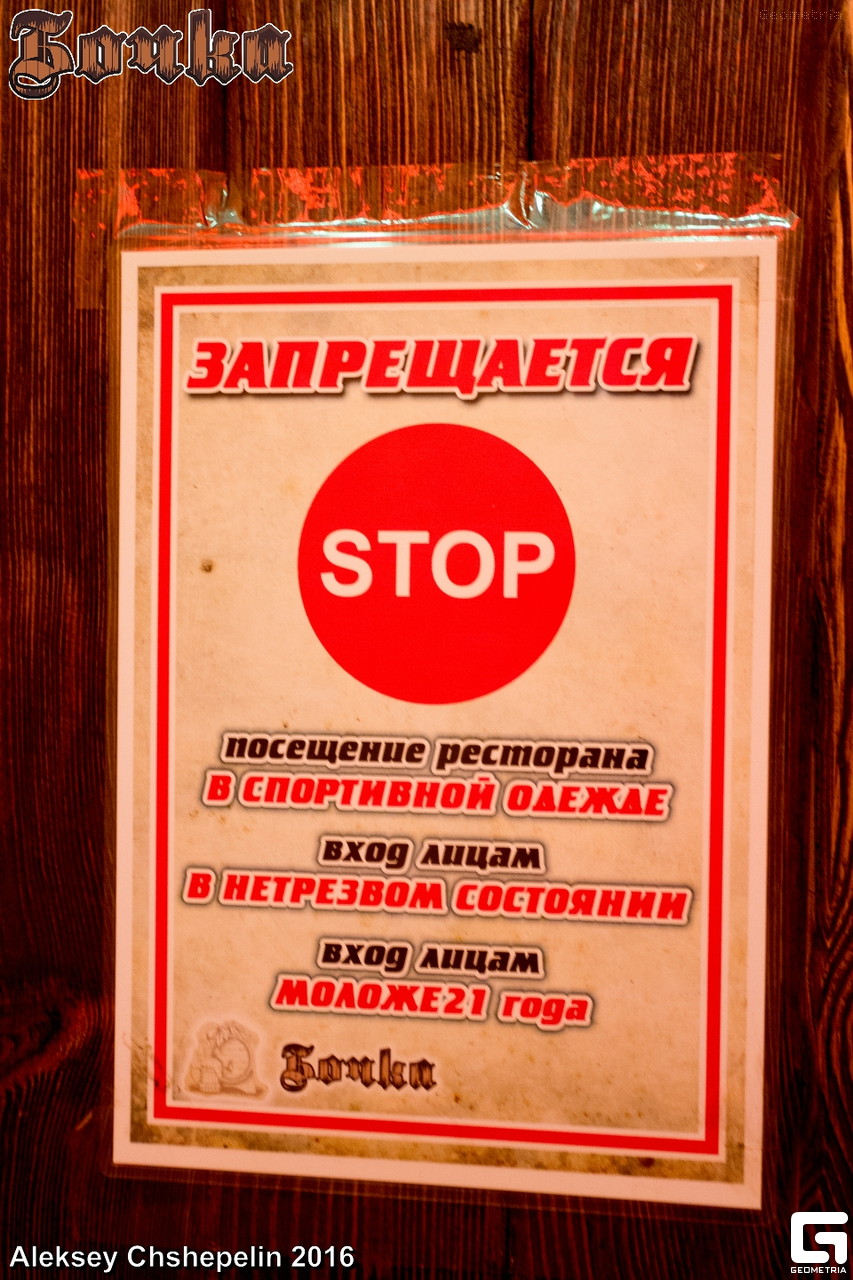 Бочка
Geometria
ЗАПРЕЩАЕТСЯ
STOP
посещение ресторана
В СПОРТИВНОЙ ОДЕЖДЕ
вход лицам
В НЕТРЕЗВОМ СОСТОЯНИИ
вход лицам
МОЛОЖЕ21 года
Бочка
Aleksey Chshepelin 2016
GEOMETRIA